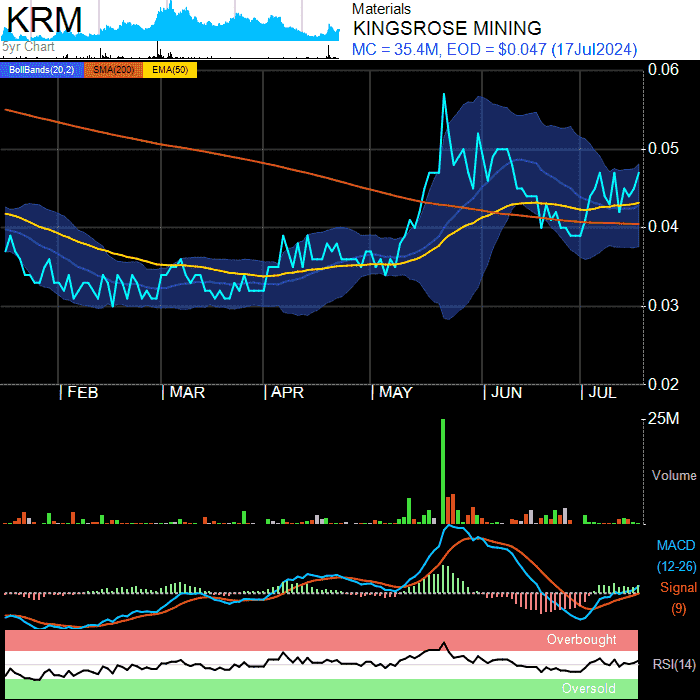 KRM
5yr Chart
Materials
KINGSROSE MINING
MC = 35.4M, EOD = $0.047 (17Jul2024)
BollBands(20,2) SMA(200) EMA(50)
0.06
0.05
0.04
0.03
0.02
FEB MAR APR MAY JUN JUL
25M
Volume
MACD
(12-26)
Signal
(9)
Overbought
RSI(14)
Oversold